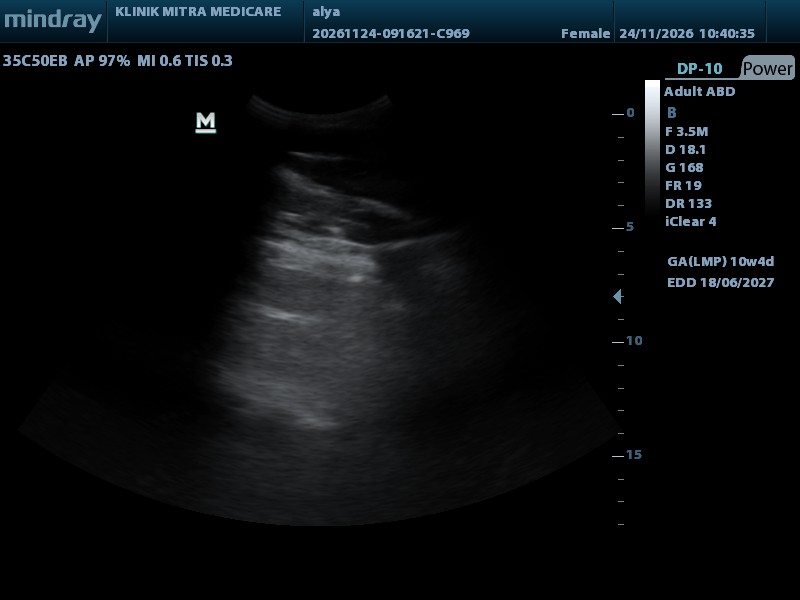 mindray
KLINIK MITRA MEDICARE
alya
20261124-091621-C969
Female
24/11/2026 10:40:35
35C50EB AP 97% MI 0.6 TIS 0.3
M
DP-10
Power
Adult ABD
B
F 3.5M
D 18.1
G 168
FR 19
DR 133
iClear 4
GA(LMP) 10w4d
EDD 18/06/2027
0
5
10
15